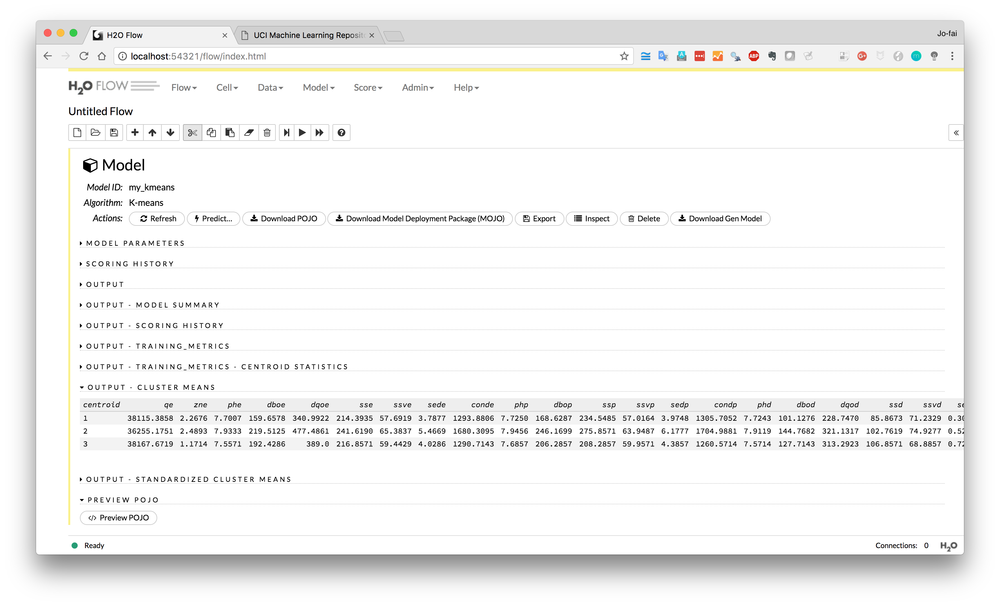 H2O Flow
UCI Machine Learning Reposito
Jo-fai
localhost:54321/flow/index.html
H2O FLOW Flow Cell Data Model Score Admin Help
Untitled Flow
Model
Model ID: my_kmeans
Algorithm: K-means
Actions: Refresh Predict... Download POJO Download Model Deployment Package (MOJO) Export Inspect Delete Download Gen Model
MODEL PARAMETERS
SCORING HISTORY
OUTPUT
OUTPUT - MODEL SUMMARY
OUTPUT - SCORING HISTORY
OUTPUT - TRAINING_METRICS
OUTPUT - TRAINING_METRICS - CENTROID STATISTICS
OUTPUT - CLUSTER MEANS
centroid qe zne phe dboe dqoe sse ssve sede conde php dbop ssp ssvp sedp condp phd dbod dqod ssd ssvd se
1 38115.3858 2.2676 7.7007 159.6578 340.9922 214.3935 57.6919 3.7877 1293.8806 7.7250 168.6287 234.5485 57.0164 3.9748 1305.7052 7.7243 101.1276 228.7470 85.8673 71.2329 0.30
2 36255.1751 2.4893 7.9333 219.5125 477.4861 241.6190 65.3837 5.4669 1680.3095 7.9456 246.1699 275.8571 63.9487 6.1777 1704.9881 7.9119 144.7682 321.1317 102.7619 74.9277 0.52
3 38167.6719 1.1714 7.5571 192.4286 389.0 216.8571 59.4429 4.0286 1290.7143 7.6857 206.2857 208.2857 59.9571 4.3857 1260.5714 7.5714 127.7143 313.2923 106.8571 68.8857 0.72
OUTPUT - STANDARDIZED CLUSTER MEANS
PREVIEW POJO
Preview POJO
Ready
Connections: 0 H2O